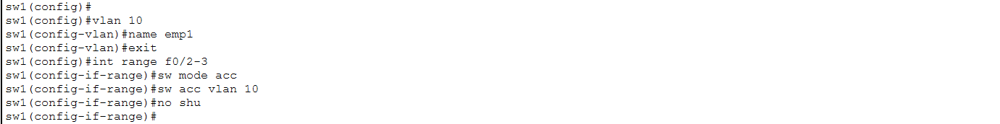 sw1(config)#
sw1(config)#vlan 10
sw1(config-vlan)#name emp1
sw1(config-vlan)#exit
sw1(config)#int range f0/2-3
sw1(config-if-range)#sw mode acc
sw1(config-if-range)#sw acc vlan 10
sw1(config-if-range)#no shu
sw1(config-if-range)#